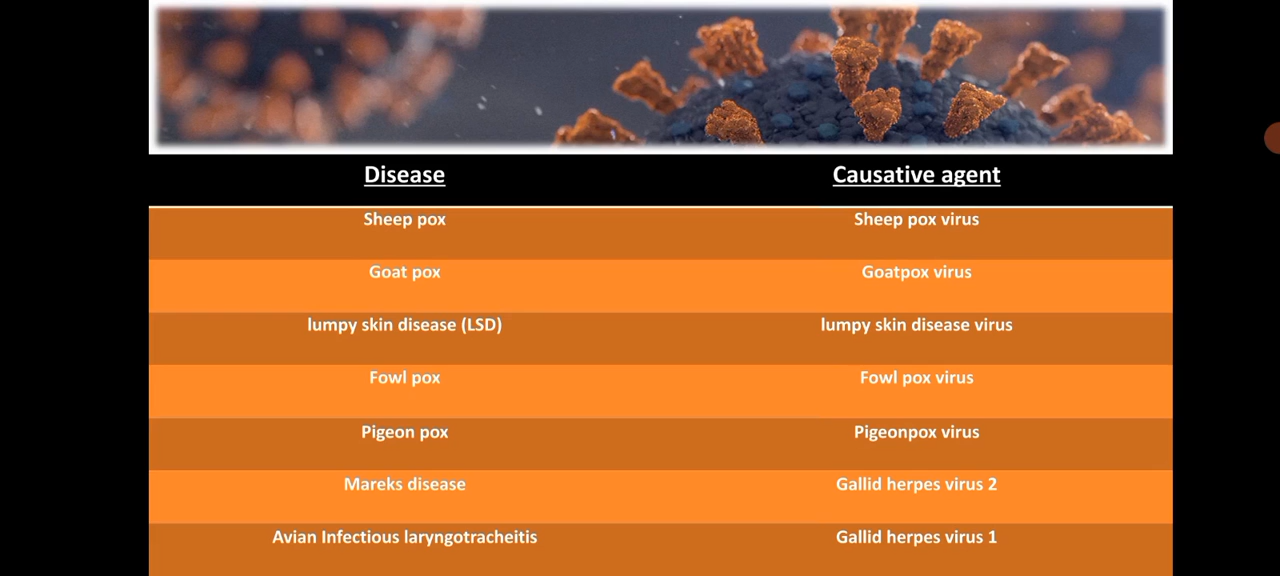 Disease Causative agent
Sheep pox Sheep pox virus
Goat pox Goatpox virus
lumpy skin disease (LSD) lumpy skin disease virus
Fowl pox Fowl pox virus
Pigeon pox Pigeonpox virus
Mareks disease Gallid herpes virus 2
Avian Infectious laryngotracheitis Gallid herpes virus 1